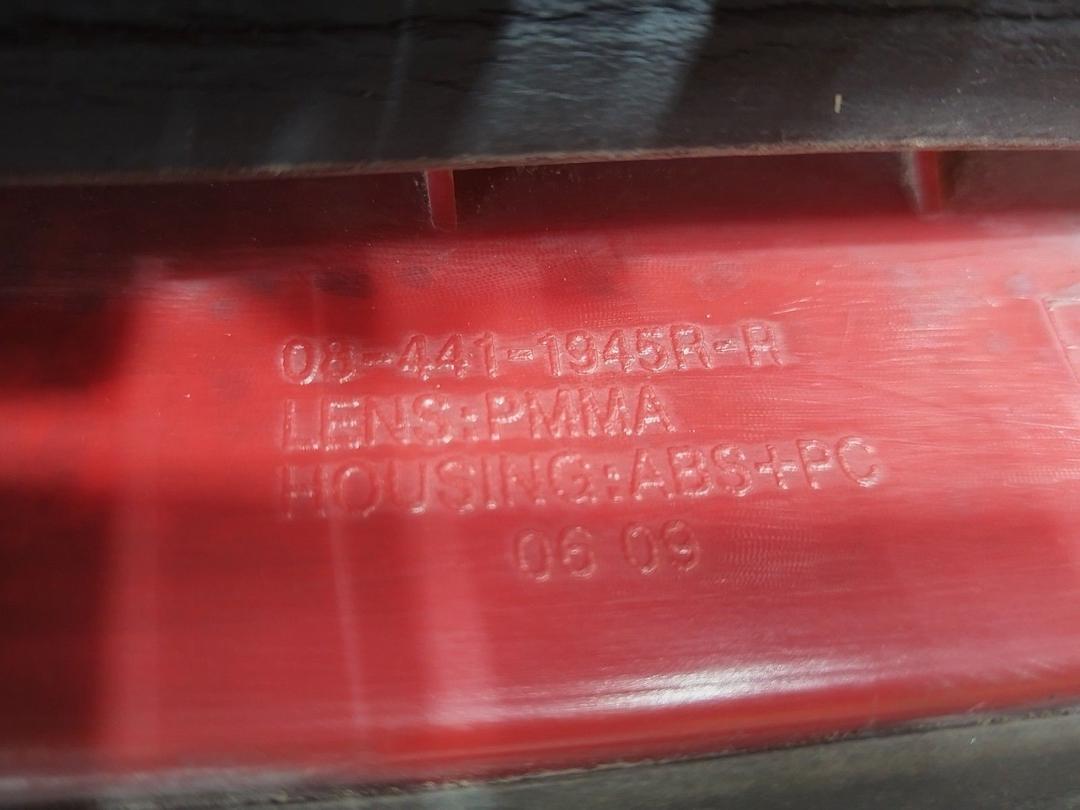 08-441-1945R-R
LENS:PMMA
HOUSING:ABS+PC
06 09